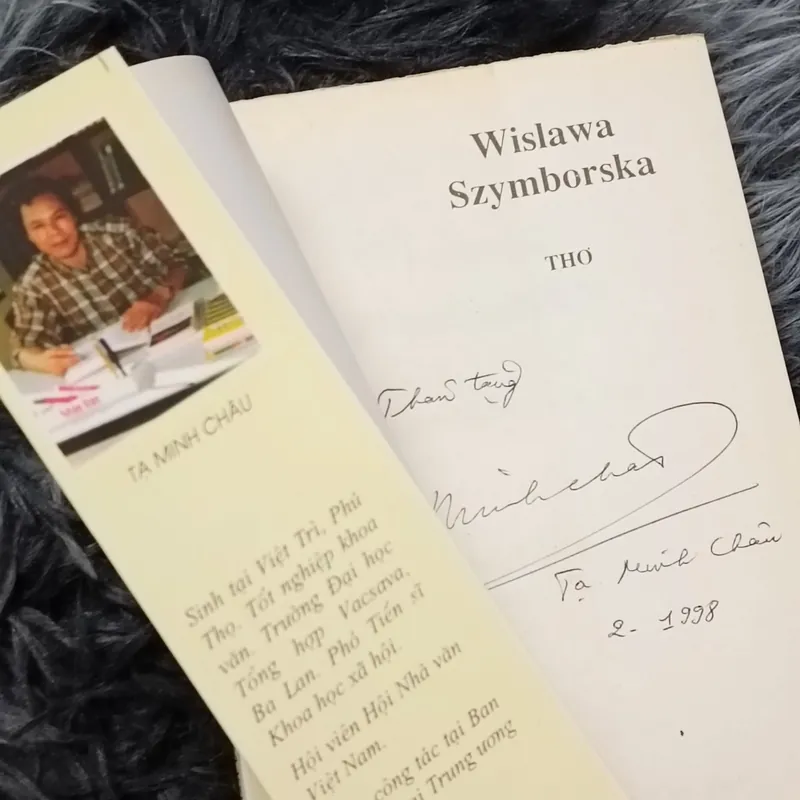 TẠ MINH CHÂU
Sinh tại Việt Trì, Phú
Thọ. Tốt nghiệp khoa
văn. Trường Đại học
Tổng hợp Vacsava,
Ba Lan. Phó Tiến sĩ
Khoa học xã hội.
Hội viên Hội Nhà văn
Việt Nam.
công tác tại Ban
Trung ương
Wislawa
Szymborska
THƠ
Thân tặng
Minhchau
Tạ Minh Châu
2-1998